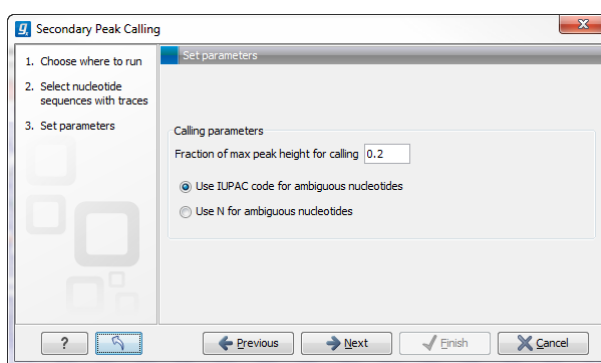 Secondary Peak Calling
1. Choose where to run
2. Select nucleotide
sequences with traces
3. Set parameters
Set parameters
Calling parameters
Fraction of max peak height for calling 0.2
Use IUPAC code for ambiguous nucleotides
Use N for ambiguous nucleotides
? Previous Next Finish Cancel